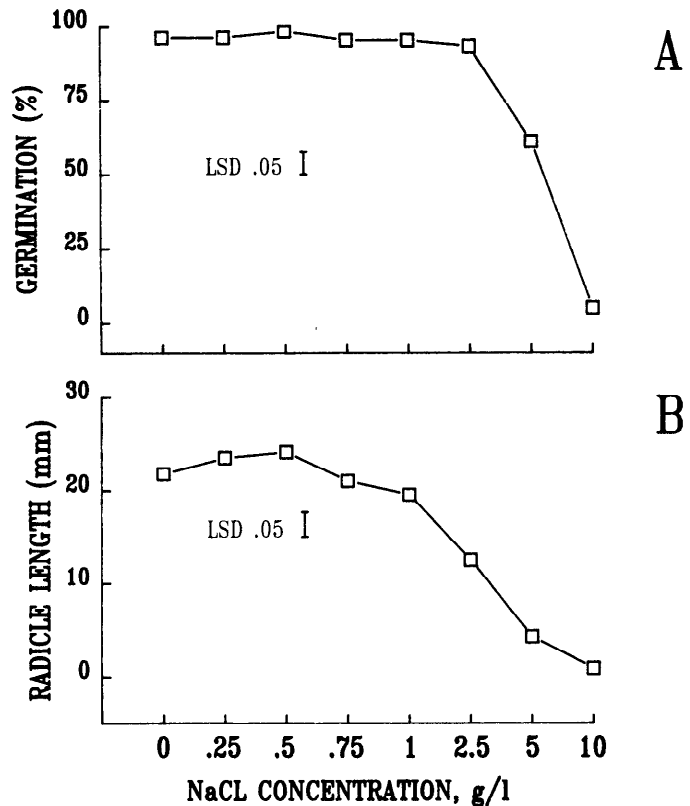 A
100
75
50
25
0
GERMINATION (%)
LSD .05
B
30
20
10
0
RADICLE LENGTH (mm)
LSD .05
0 .25 .5 .75 1 2.5 5 10
NaCL CONCENTRATION, g/l